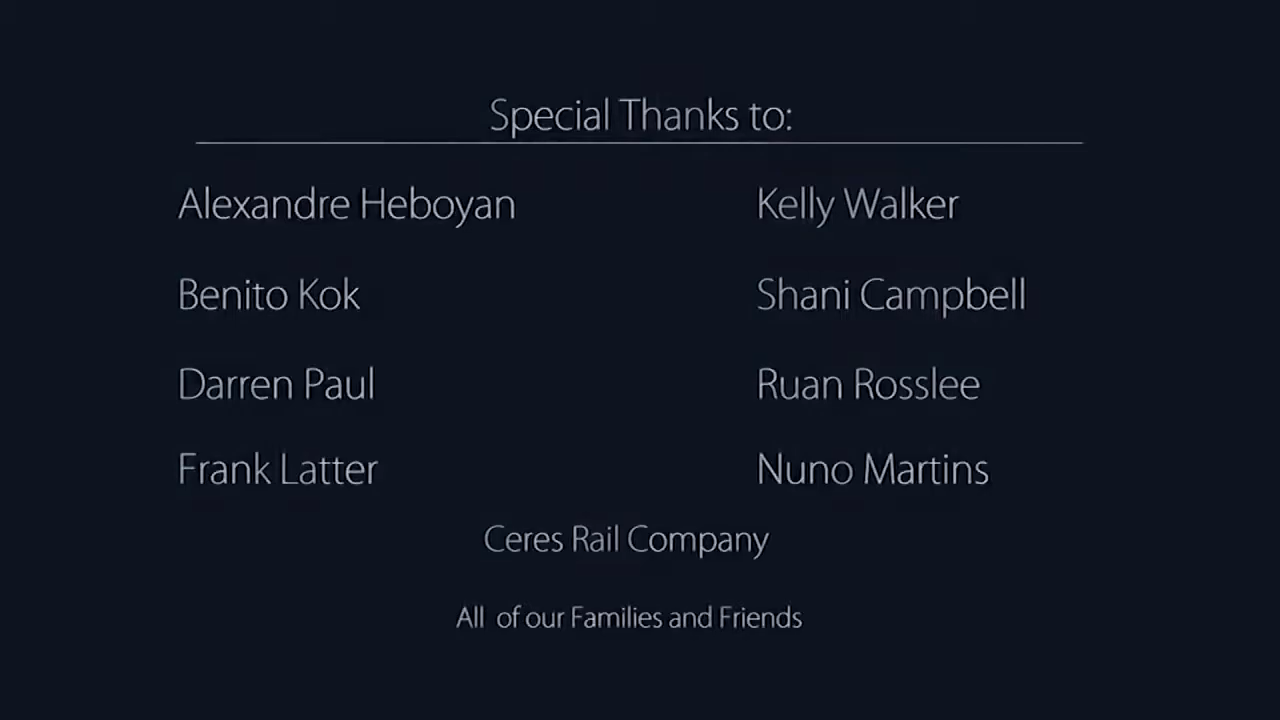 Special Thanks to:
Alexandre Heboyan
Kelly Walker
Benito Kok
Shani Campbell
Darren Paul
Ruan Rosslee
Frank Latter
Nuno Martins
Ceres Rail Company
All of our Families and Friends